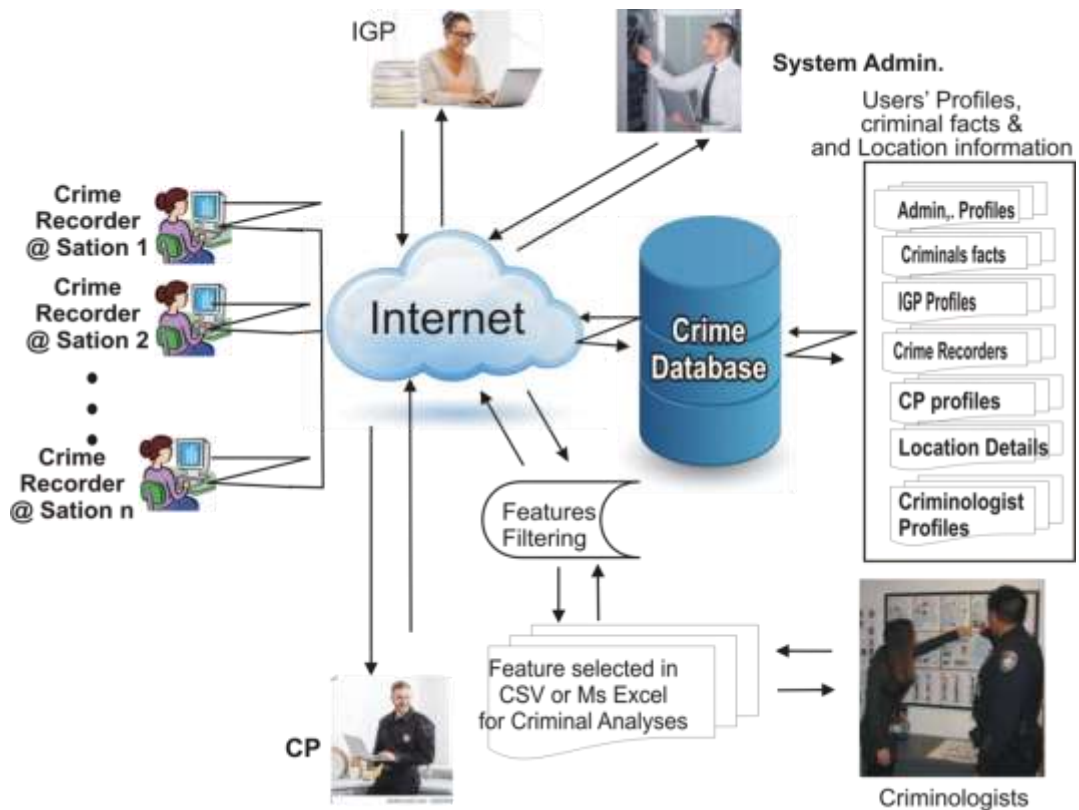 IGP
System Admin.
Users' Profiles,
criminal facts &
and Location information
Admin,. Profiles
Criminals facts
IGP Profiles
Crime Recorders
CP profiles
Location Details
Criminologist
Profiles
Crime
Recorder
@ Sation 1
Crime
Recorder
@ Sation 2
Crime
Recorder
@ Sation n
Internet
Crime
Database
Features
Filtering
Feature selected in
CSV or Ms Excel
for Criminal Analyses
CP
Criminologists